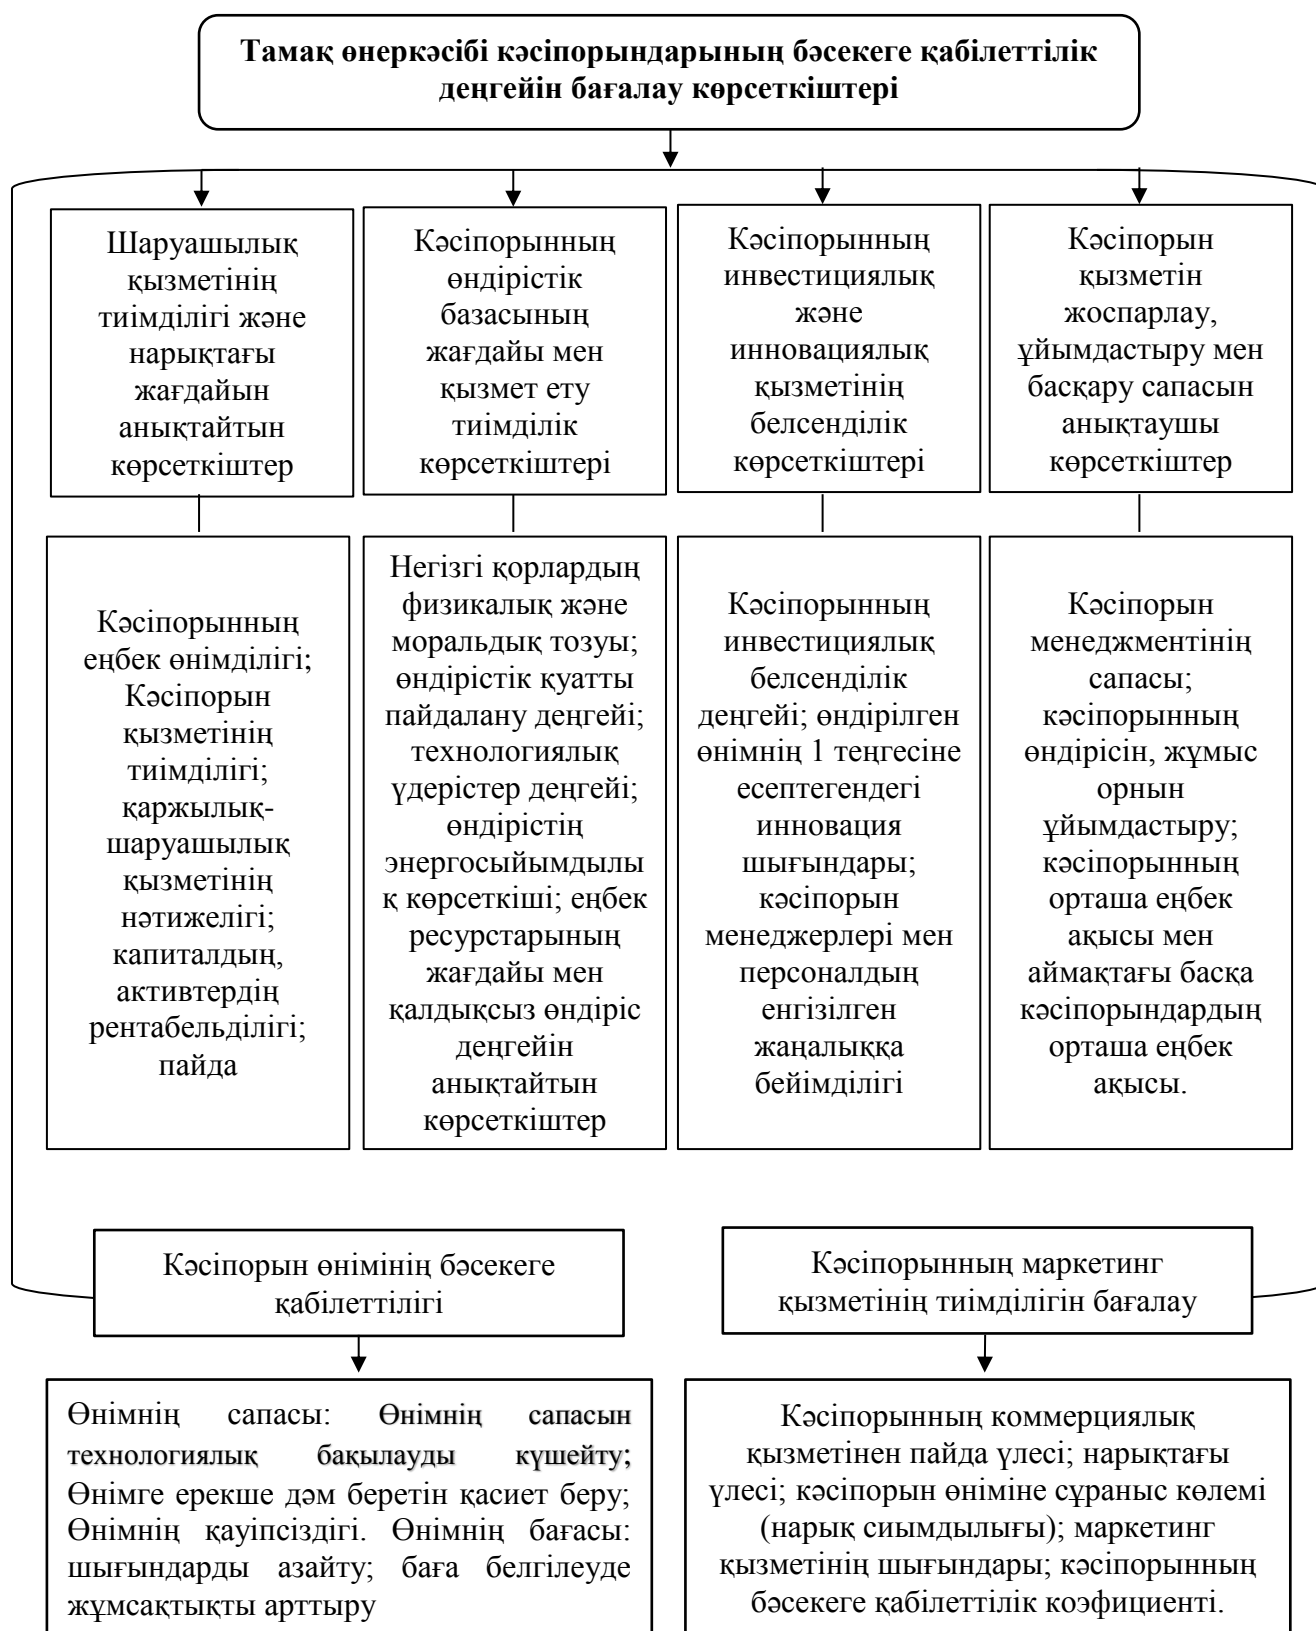 Тамақ өнеркәсібі кәсіпорындарының бәсекеге қабілеттілік
деңгейін бағалау көрсеткіштері
Шаруашылық
қызметінің
тиімділігі және
нарықтағы
жағдайын
анықтайтын
көрсеткіштер
Кәсіпорынның
өндірістік
базасының
жағдайы мен
қызмет ету
тиімділік
көрсеткіштері
Кәсіпорынның
инвестициялық
және
инновациялық
қызметінің
белсенділік
көрсеткіштері
Кәсіпорын
қызметін
жоспарлау,
ұйымдастыру мен
басқару сапасын
анықтаушы
көрсеткіштер
Кәсіпорынның
еңбек өнімділігі;
Кәсіпорын
қызметінің
тиімділігі;
қаржылық-
шаруашылық
қызметінің
нәтижелігі;
капиталдың,
активтердің
рентабельділігі;
пайда
Негізгі қорлардың
физикалық және
моральдық тозуы;
өндірістік қуатты
пайдалану деңгейі;
технологиялық
үдерістер деңгейі;
өндірістің
энергосыйымдылы
қ көрсеткіші; еңбек
ресурстарының
жағдайы мен
қалдықсыз өндіріс
деңгейін
анықтайтын
көрсеткіштер
Кәсіпорынның
инвестициялық
белсенділік
деңгейі; өндірілген
өнімнің 1 теңгесіне
есептегендегі
инновация
шығындары;
кәсіпорын
менеджерлері мен
персоналдың
енгізілген
жаңалыққа
бейімділігі
Кәсіпорын
менеджментінің
сапасы;
кәсіпорынның
өндірісін, жұмыс
орнын
ұйымдастыру;
кәсіпорынның
орташа еңбек
ақысы мен
аймақтағы басқа
кәсіпорындардың
орташа еңбек
ақысы.
Кәсіпорын өнімінің бәсекеге
қабілеттілігі
Кәсіпорынның маркетинг
қызметінің тиімділігін бағалау
Өнімнің сапасы: Өнімнің сапасын
технологиялық бақылауды күшейту;
Өнімге ерекше дәм беретін қасиет беру;
Өнімнің қауіпсіздігі. Өнімнің бағасы:
шығындарды азайту; баға белгілеуде
жұмсақтықты арттыру
Кәсіпорынның коммерциялық
қызметінен пайда үлесі; нарықтағы
үлесі; кәсіпорын өніміне сұраныс көлемі
(нарық сиымдылығы); маркетинг
қызметінің шығындары; кәсіпорынның
бәсекеге қабілеттілік коэфициенті.